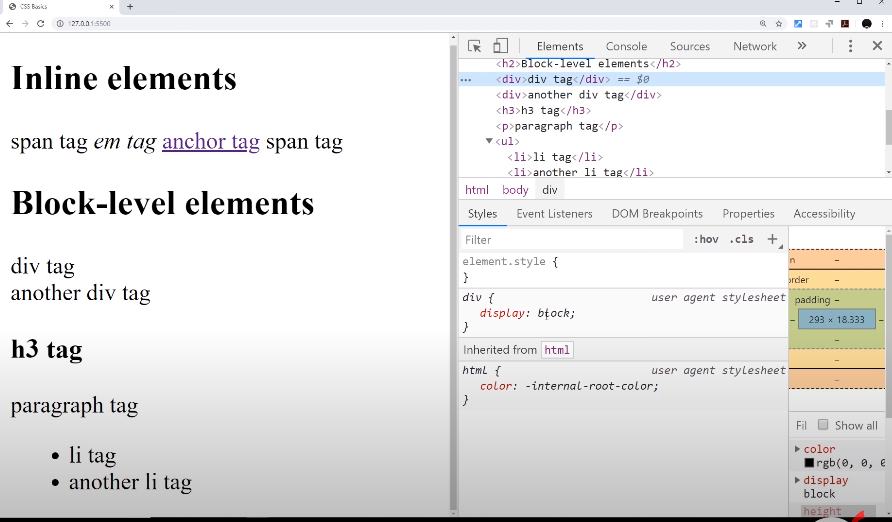 CSS Basics
127.0.0.1:5500
Inline elements
span tag em tag anchor tag span tag
Block-level elements
div tag
another div tag
h3 tag
paragraph tag
li tag
another li tag
Elements Console Sources Network »
<h2>Block-level elements</h2>
<div>div tag</div> == $0
<div>another div tag</div>
<h3>h3 tag</h3>
<p>paragraph tag</p>
<ul>
<li>li tag</li>
<li>another li tag</li>
html body div
Styles Event Listeners DOM Breakpoints Properties Accessibility
Filter :hov .cls +
element.style {
}
div { user agent stylesheet
display: block;
}
Inherited from html
html { user agent stylesheet
color: -internal-root-color;
}
n –
order –
padding –
– 293 × 18.333 –
–
–
–
Fil Show all
color
rgb(0, 0, 0
display
block
height